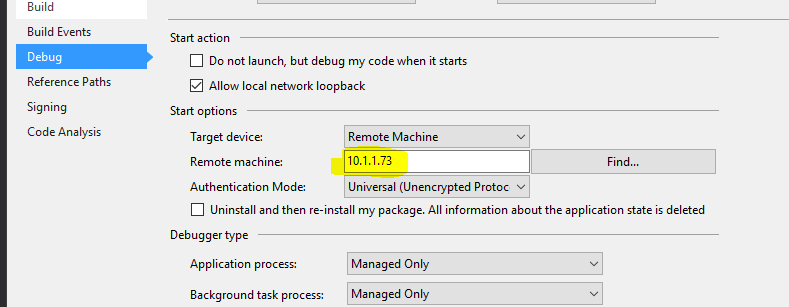 Build
Build Events
Debug
Reference Paths
Signing
Code Analysis
Start action
Do not launch, but debug my code when it starts
Allow local network loopback
Start options
Target device: Remote Machine
Remote machine: 10.1.1.73 Find...
Authentication Mode: Universal (Unencrypted Protoc
Uninstall and then re-install my package. All information about the application state is deleted
Debugger type
Application process: Managed Only
Background task process: Managed Only